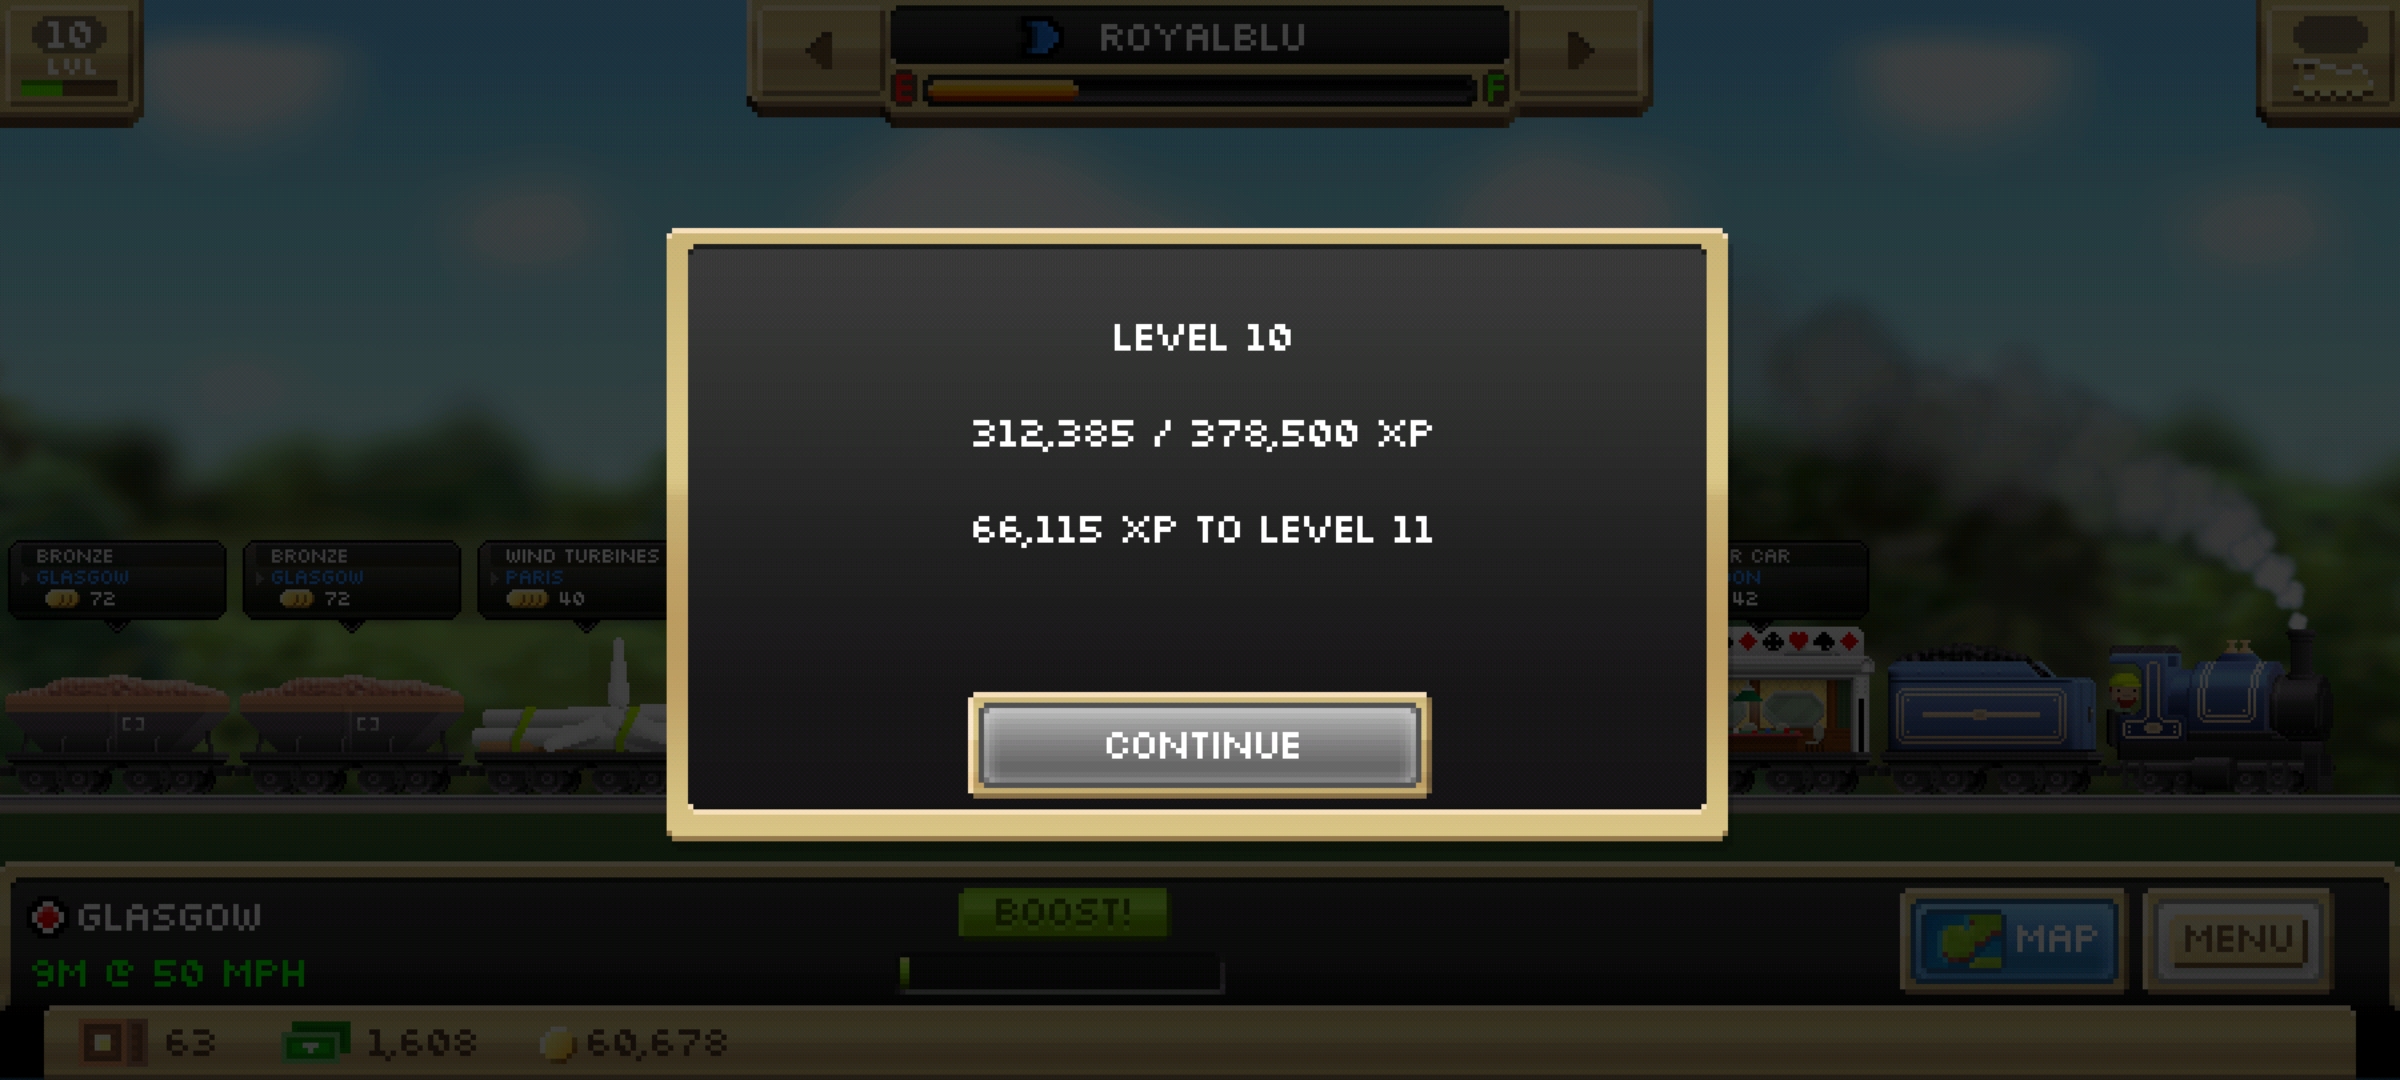 10
LVL
ROYALBLU
E F
LEVEL 10
312,385 / 378,500 XP
66,115 XP TO LEVEL 11
CONTINUE
BRONZE
GLASGOW
72
BRONZE
GLASGOW
72
WIND TURBINES
PARIS
40
R CAR
ON
42
GLASGOW
9M @ 50 MPH
BOOST!
MAP
MENU
63
1,608
60,678